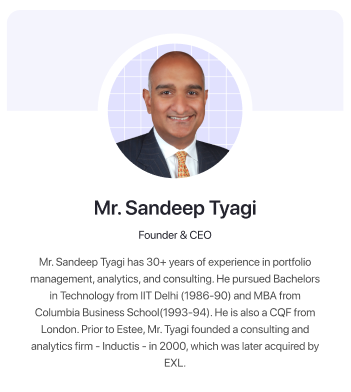 Mr. Sandeep Tyagi
Founder & CEO
Mr. Sandeep Tyagi has 30+ years of experience in portfolio
management, analytics, and consulting. He pursued Bachelors
in Technology from IIT Delhi (1986-90) and MBA from
Columbia Business School(1993-94). He is also a CQF from
London. Prior to Estee, Mr. Tyagi founded a consulting and
analytics firm - Inductis - in 2000, which was later acquired by
EXL.